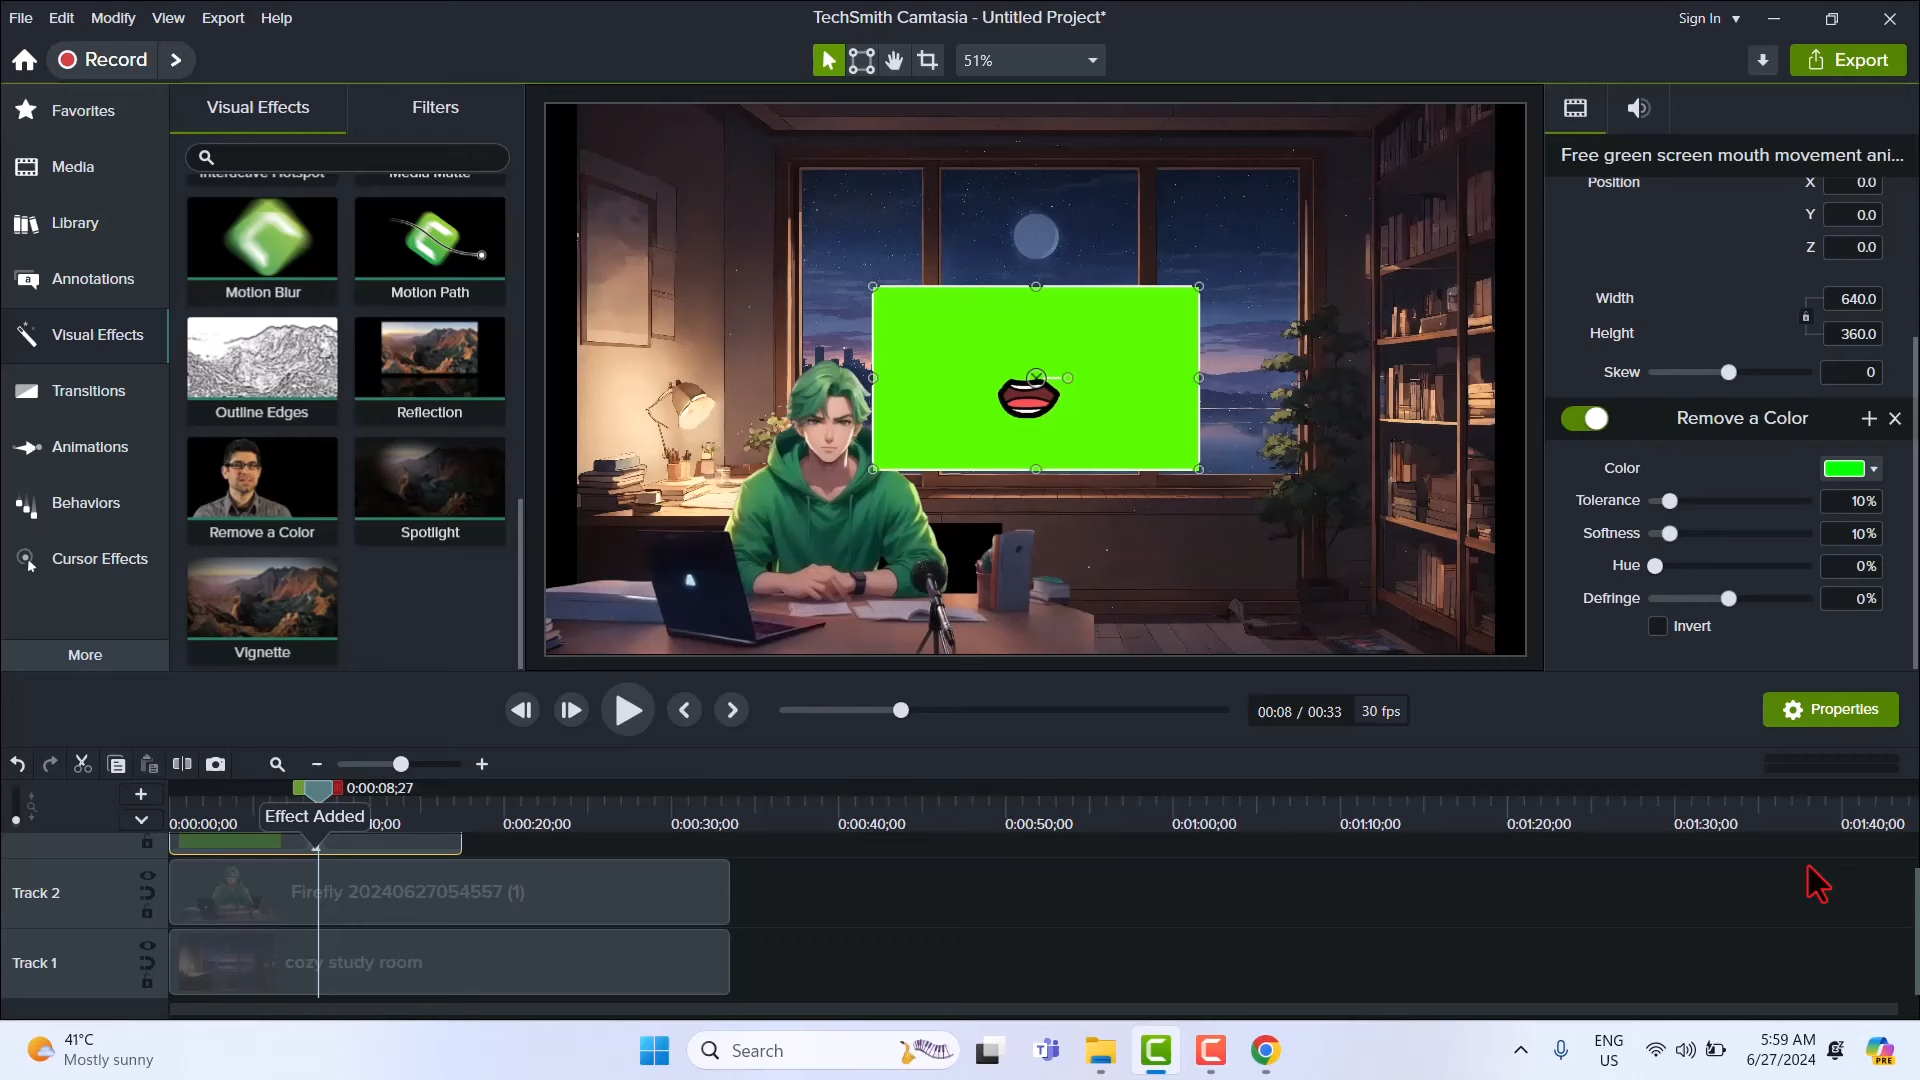 File Edit Modify View Export Help
TechSmith Camtasia - Untitled Project*
Sign In
Record
51%
Export
Favorites
Media
Library
Annotations
Visual Effects
Transitions
Animations
Behaviors
Cursor Effects
More
Visual Effects Filters
Interactive Hotspot Media Matte
Motion Blur Motion Path
Outline Edges Reflection
Remove a Color Spotlight
Vignette
Free green screen mouth movement ani...
Position X 0.0
Y 0.0
Z 0.0
Width 640.0
Height 360.0
Skew 0
Remove a Color
Color
Tolerance 10%
Softness 10%
Hue 0%
Defringe 0%
Invert
00:08 / 00:33 30 fps
Properties
0:00:08;27
Effect Added
0:00:00;00 0:00:20;00 0:00:30;00 0:00:40;00 0:00:50;00 0:01:00;00 0:01:10;00 0:01:20;00 0:01:30;00 0:01:40;00
Track 2
Firefly 20240627054557 (1)
Track 1
cozy study room
41°C
Mostly sunny
Search
ENG
US
5:59 AM
6/27/2024
PRE